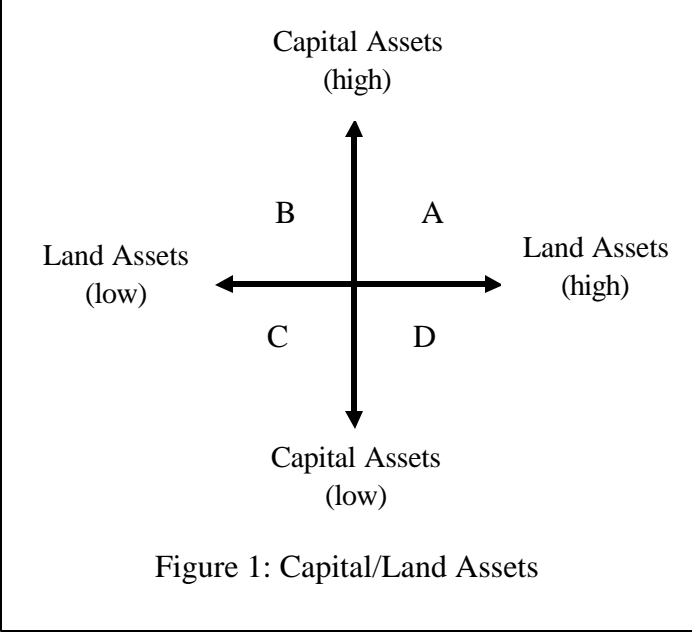 Capital Assets
(high)
B
A
Land Assets
(low)
Land Assets
(high)
C
D
Capital Assets
(low)
Figure 1: Capital/Land Assets